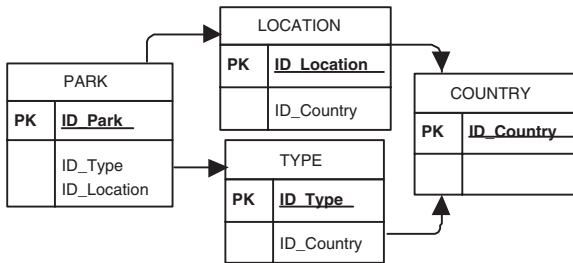 PARK
PK ID_Park
ID_Type
ID_Location
LOCATION
PK ID_Location
ID_Country
TYPE
PK ID_Type
ID_Country
COUNTRY
PK ID_Country